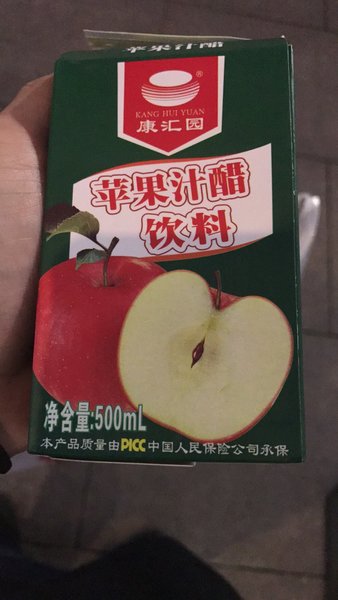 苹果汁醋
®
KANG HUI YUAN
康汇园
苹果汁醋
饮料
净含量:500mL
本产品质量由PICC中国人民保险公司承保